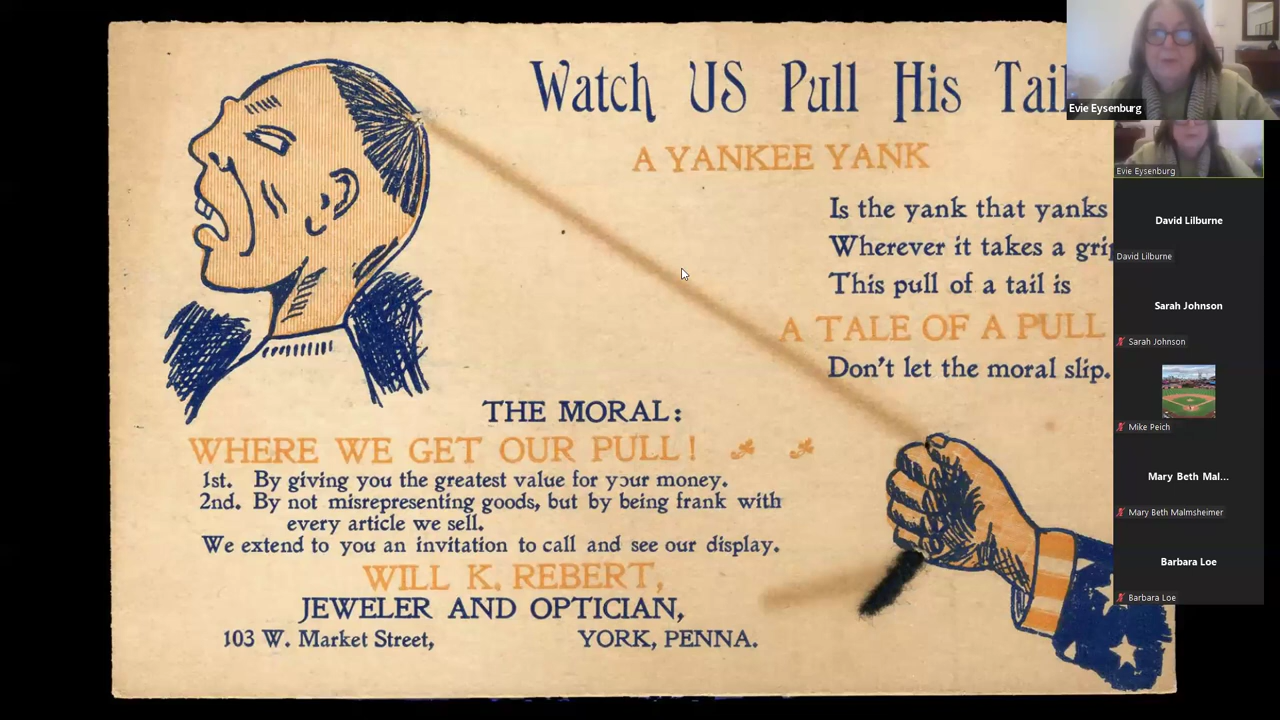 Watch US Pull His Tail
A YANKEE YANK
Is the yank that yanks
Wherever it takes a grip
This pull of a tail is
A TALE OF A PULL
Don't let the moral slip.
THE MORAL:
WHERE WE GET OUR PULL!
1st. By giving you the greatest value for your money.
2nd. By not misrepresenting goods, but by being frank with
every article we sell.
We extend to you an invitation to call and see our display.
WILL K. REBERT,
JEWELER AND OPTICIAN,
103 W. Market Street, YORK, PENNA.
Evie Eysenburg
Evie Eysenburg
David Lilburne
David Lilburne
Sarah Johnson
Sarah Johnson
Mike Peich
Mary Beth Mal...
Mary Beth Malmsheimer
Barbara Loe
Barbara Loe